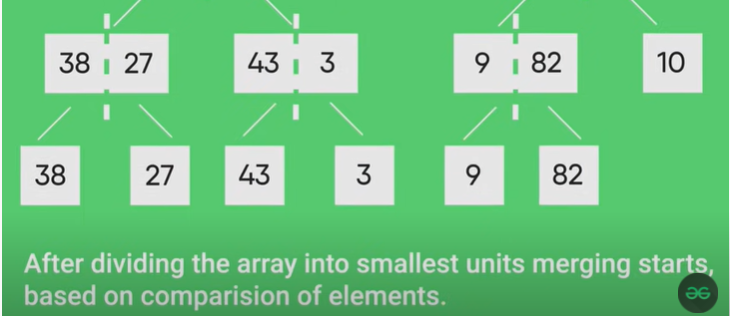 38 27 43 3 9 82 10
38 27 43 3 9 82
After dividing the array into smallest units merging starts,
based on comparision of elements.